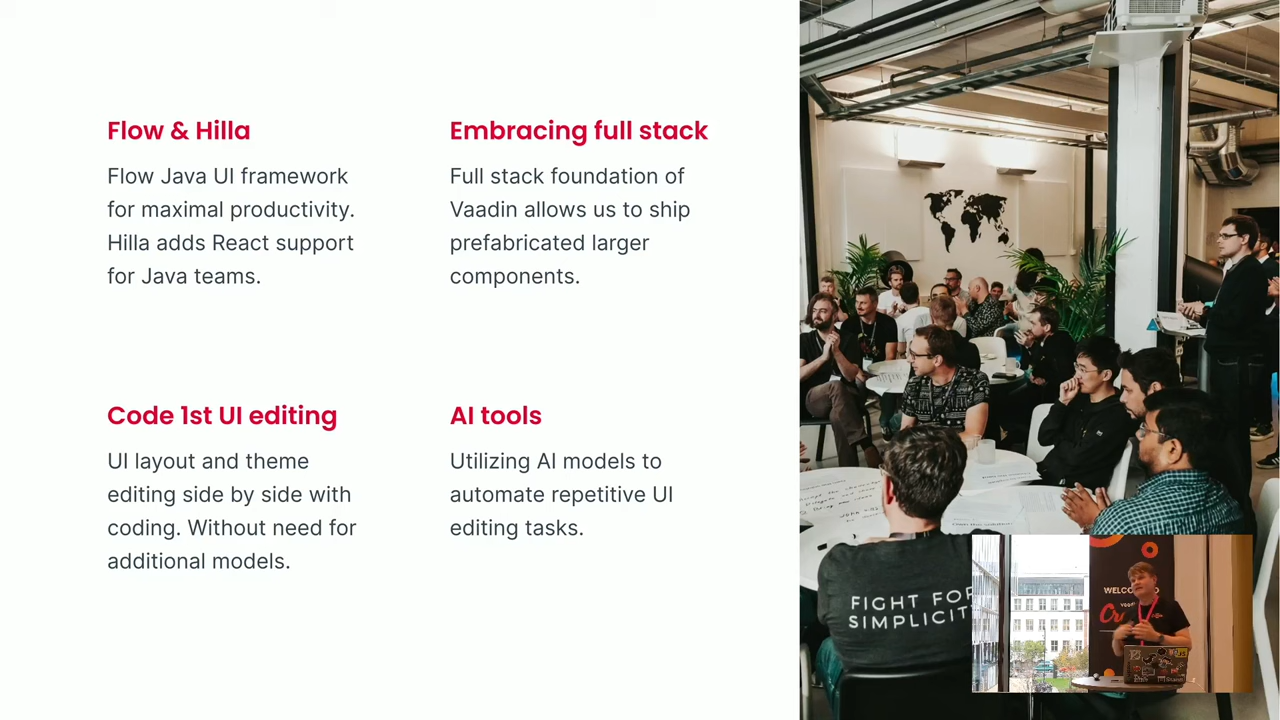 Flow & Hilla
Flow Java UI framework
for maximal productivity.
Hilla adds React support
for Java teams.
Embracing full stack
Full stack foundation of
Vaadin allows us to ship
prefabricated larger
components.
Code 1st UI editing
UI layout and theme
editing side by side with
coding. Without need for
additional models.
AI tools
Utilizing AI models to
automate repetitive UI
editing tasks.
FIGHT FOR
SIMPLICIT